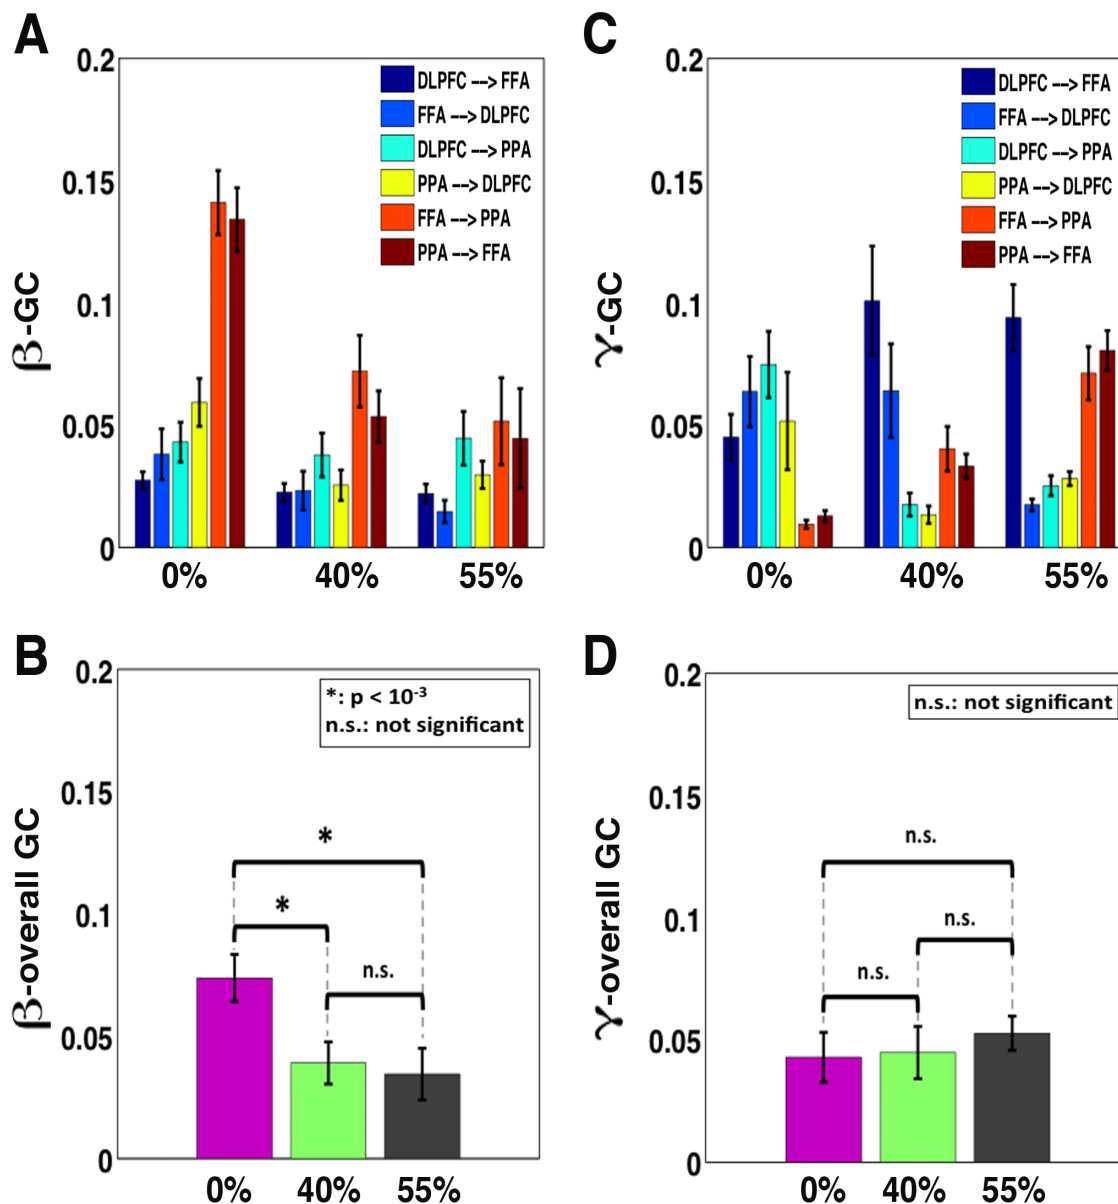 A
0.2
0.15
0.1
0.05
0
β-GC
DLPFC --> FFA
FFA --> DLPFC
DLPFC --> PPA
PPA --> DLPFC
FFA --> PPA
PPA --> FFA
0% 40% 55%
C
0.2
0.15
0.1
0.05
0
γ-GC
DLPFC --> FFA
FFA --> DLPFC
DLPFC --> PPA
PPA --> DLPFC
FFA --> PPA
PPA --> FFA
0% 40% 55%
B
0.2
0.15
0.1
0.05
0
β-overall GC
*: p < 10⁻³
n.s.: not significant
*
*
n.s.
0% 40% 55%
D
0.2
0.15
0.1
0.05
0
γ-overall GC
n.s.: not significant
n.s.
n.s.
n.s.
0% 40% 55%